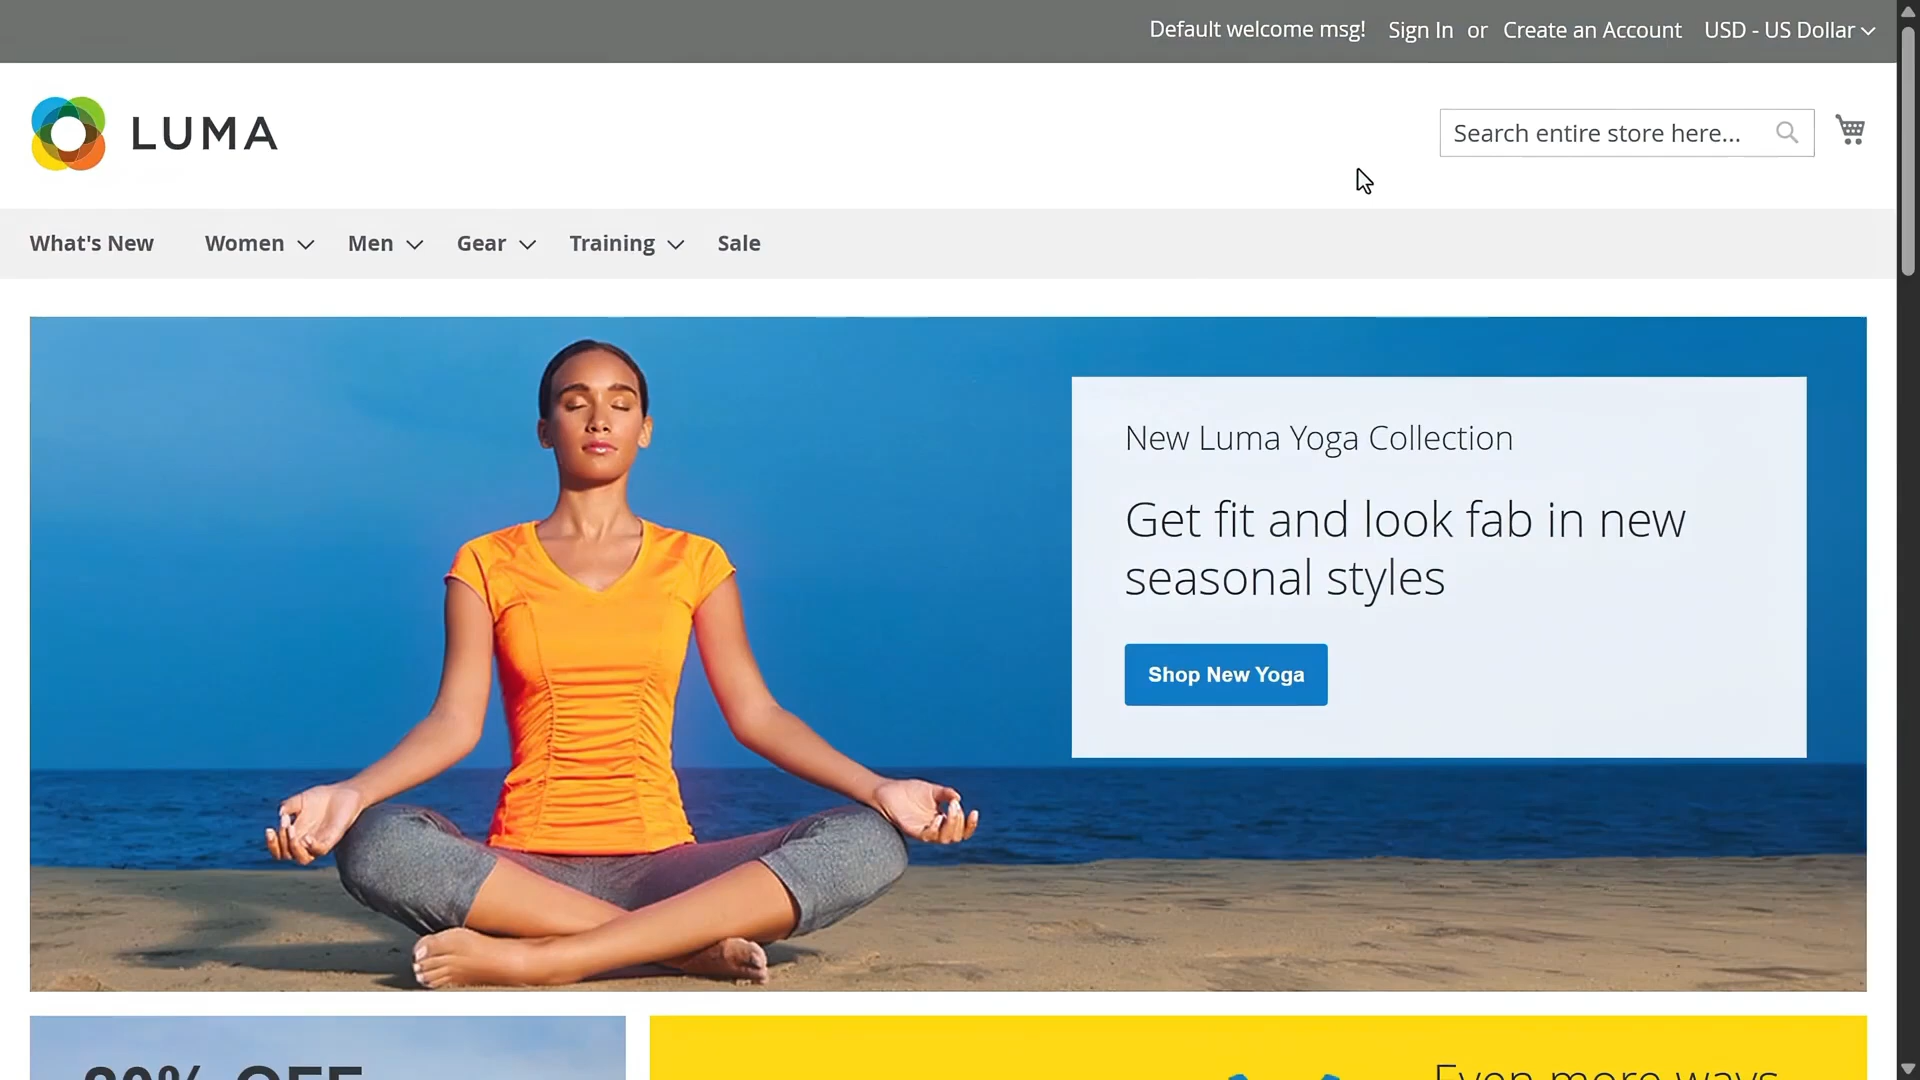 Default welcome msg! Sign In or Create an Account USD - US Dollar
LUMA
Search entire store here...
What's New Women Men Gear Training Sale
New Luma Yoga Collection
Get fit and look fab in new
seasonal styles
Shop New Yoga
20% OFF
Even more ways